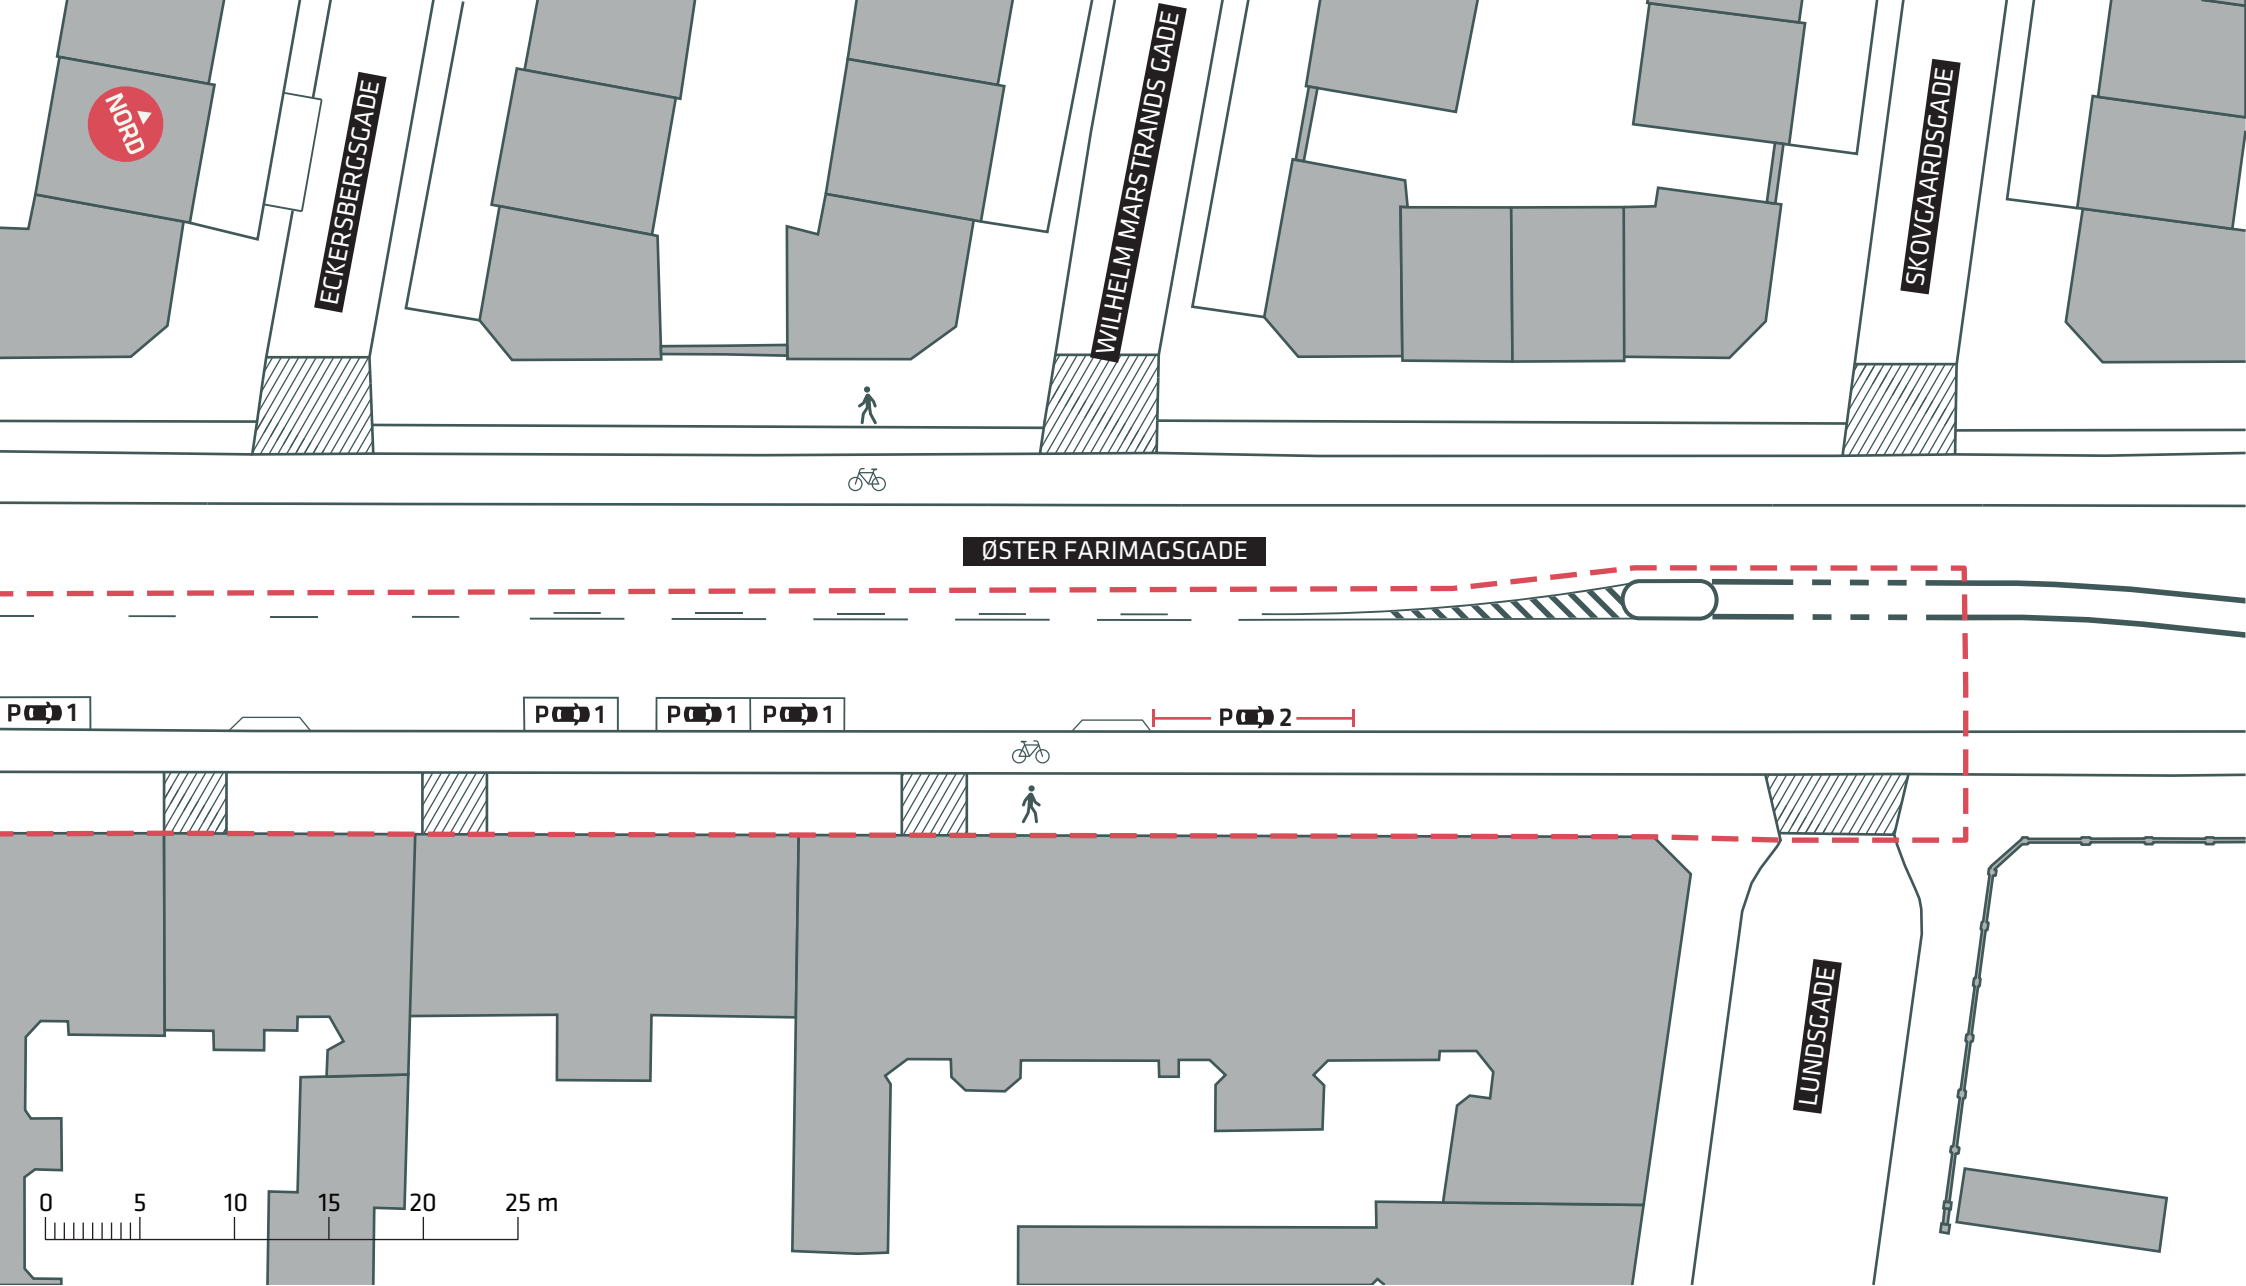 NORD
ECKERSBERGSGADE
WILHELM MARSTRANDS GADE
SKOVGAARDSGADE
ØSTER FARIMAGSGADE
P 1
P 1
P 1
P 1
P 2
LUNDSGADE
0 5 10 15 20 25 m